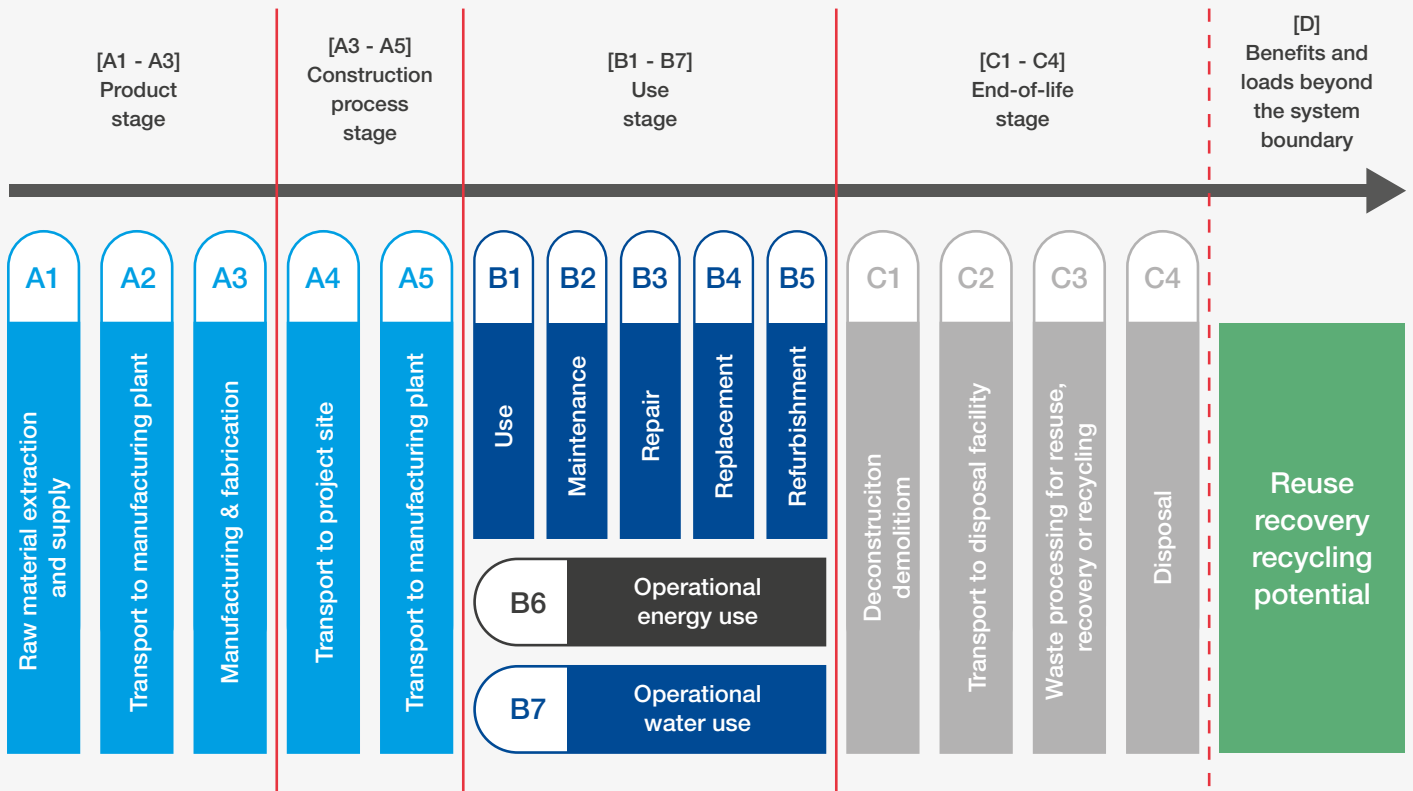 [A1 - A3]
Product
stage
[A3 - A5]
Construction
process
stage
[B1 - B7]
Use
stage
[C1 - C4]
End-of-life
stage
[D]
Benefits and
loads beyond
the system
boundary
A1
Raw material extraction
and supply
A2
Transport to manufacturing plant
A3
Manufacturing & fabrication
A4
Transport to project site
A5
Transport to manufacturing plant
B1
Use
B2
Maintenance
B3
Repair
B4
Replacement
B5
Refurbishment
B6
Operational
energy use
B7
Operational
water use
C1
Deconstruciton
demolitiom
C2
Transport to disposal facility
C3
Waste processing for resuse,
recovery or recycling
C4
Disposal
Reuse
recovery
recycling
potential